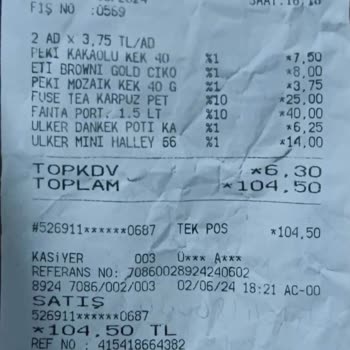 FİŞ NO :0569
2 AD × 3,75 TL/AD
PEKİ KAKAOLU KEK 40 %1 *7,50
ETİ BROWNI GOLD CIKO %1 *8,00
PEKİ MOZAİK KEK 40 G %1 *3,75
FUSE TEA KARPUZ PET %10 *25,00
FANTA PORT. 1.5 LT %10 *40,00
ULKER DANKEK POTI KA %1 *6,25
ULKER MINI HALLEY 66 %1 *14,00
TOPKDV *6,30
TOPLAM *104,50
#526911******0687 TEK POS *104,50
KASİYER 003 Ü*** A***
REFERANS NO: 70860028924240602
8924 7086/002/003 02/06/24 18:21 AC-00
SATIŞ
526911******0687
*104,50 TL
REF NO: 415418664382